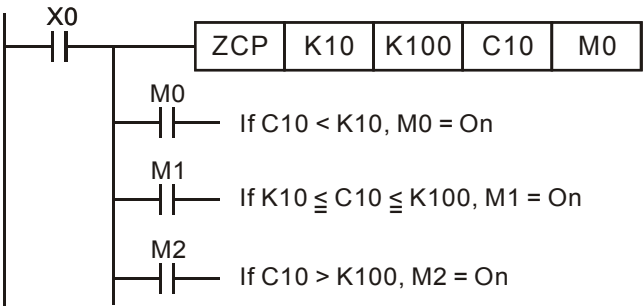 X0
ZCP K10 K100 C10 M0
M0
If C10 < K10, M0 = On
M1
If K10 ≦ C10 ≦ K100, M1 = On
M2
If C10 > K100, M2 = On